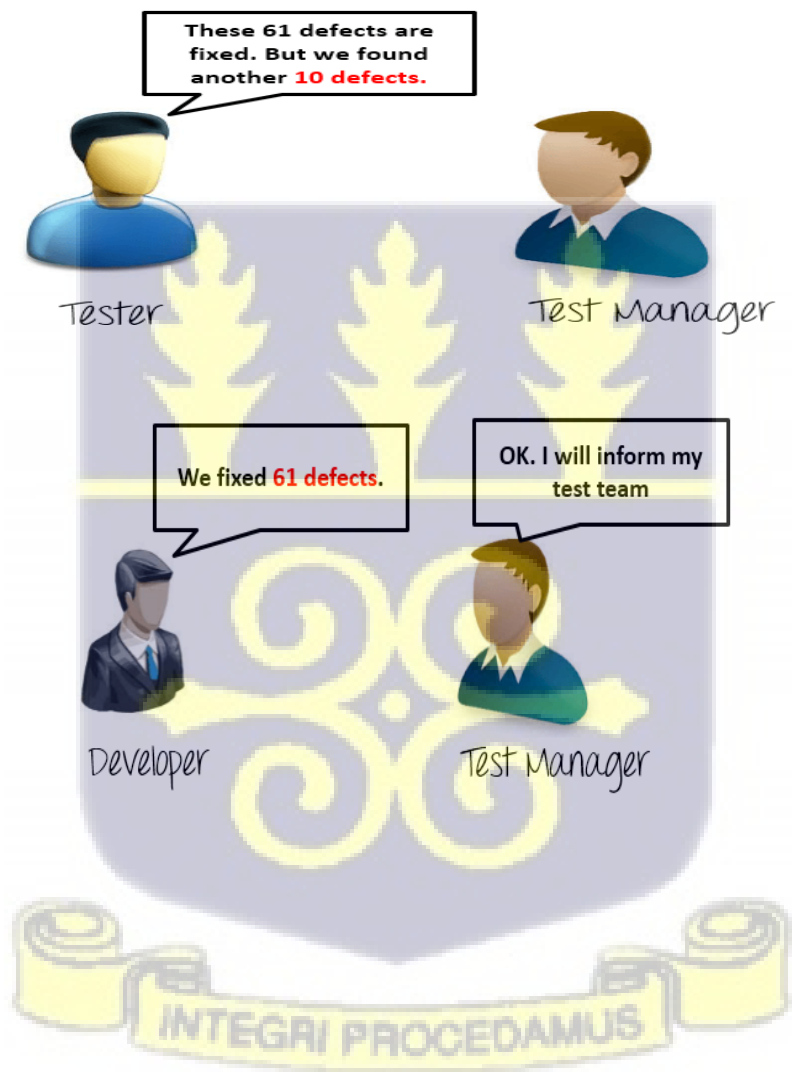 These 61 defects are
fixed. But we found
another 10 defects.
Tester
Test Manager
We fixed 61 defects.
OK. I will inform my
test team
Developer
Test Manager
INTEGRI PROCEDAMUS